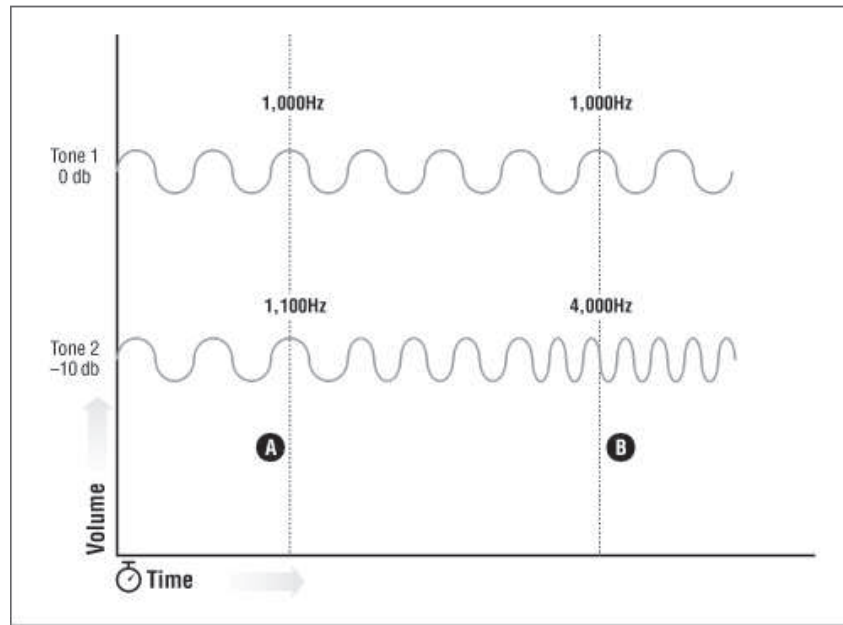 1,000Hz 1,000Hz
Tone 1
0 db
1,100Hz 4,000Hz
Tone 2
–10 db
A B
Volume
Time